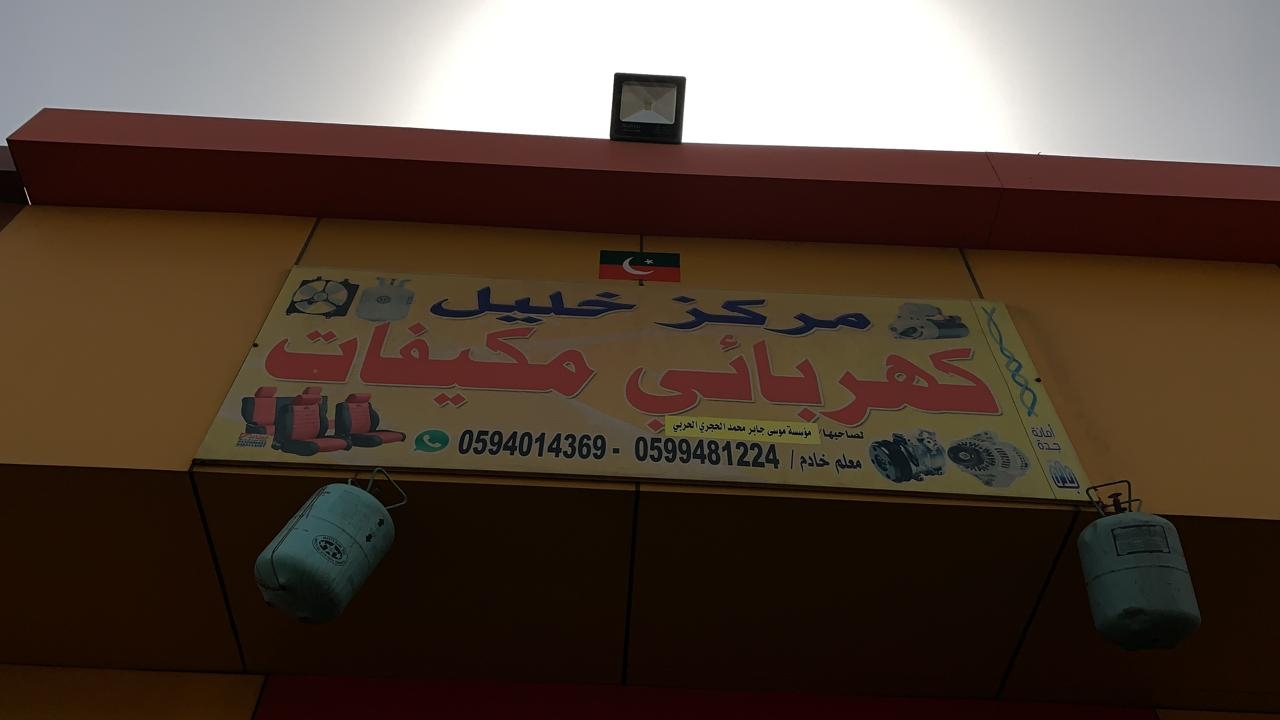 مركز خليل
كهربائي مكيفات
لصاحبها/ مؤسسة موسى جابر محمد الحجري الحربي
معلم خادم / 0599481224 - 0594014369
أمانة
جدة